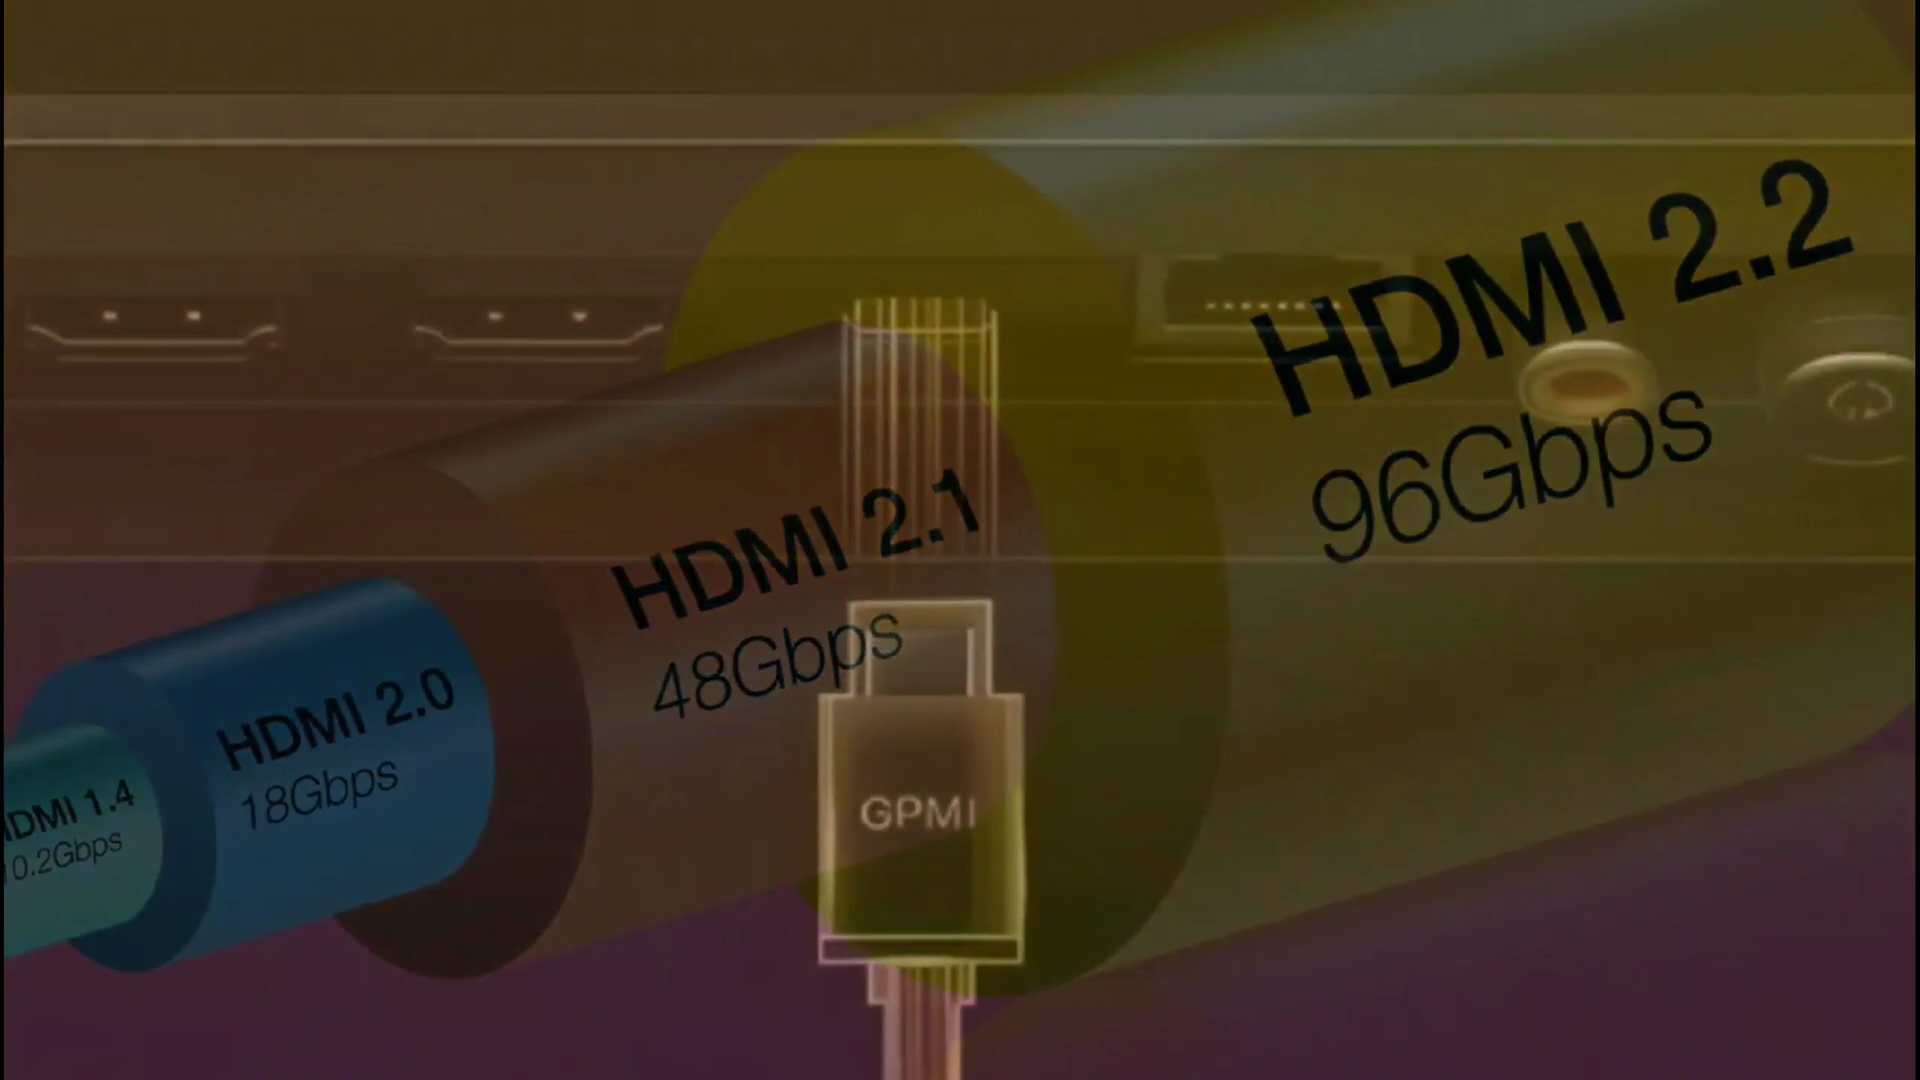 HDMI 2.2
96Gbps
HDMI 2.1
48Gbps
HDMI 2.0
18Gbps
DMI 1.4
0.2Gbps
GPMI